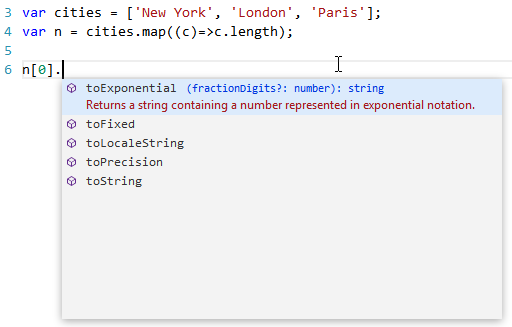 3 var cities = ['New York', 'London', 'Paris'];
4 var n = cities.map((c)=>c.length);
5
6 n[0].
toExponential (fractionDigits?: number): string
Returns a string containing a number represented in exponential notation.
toFixed
toLocaleString
toPrecision
toString